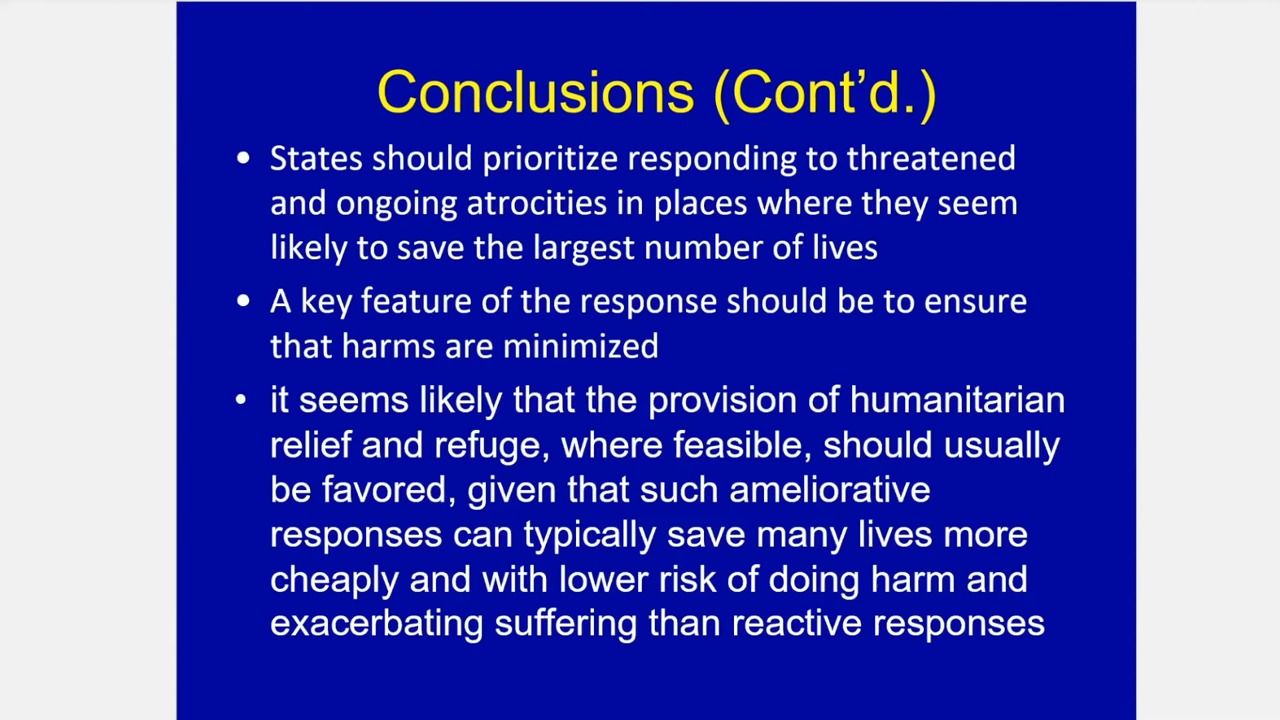 Conclusions (Cont’d.)
• States should prioritize responding to threatened
and ongoing atrocities in places where they seem
likely to save the largest number of lives
• A key feature of the response should be to ensure
that harms are minimized
• it seems likely that the provision of humanitarian
relief and refuge, where feasible, should usually
be favored, given that such ameliorative
responses can typically save many lives more
cheaply and with lower risk of doing harm and
exacerbating suffering than reactive responses